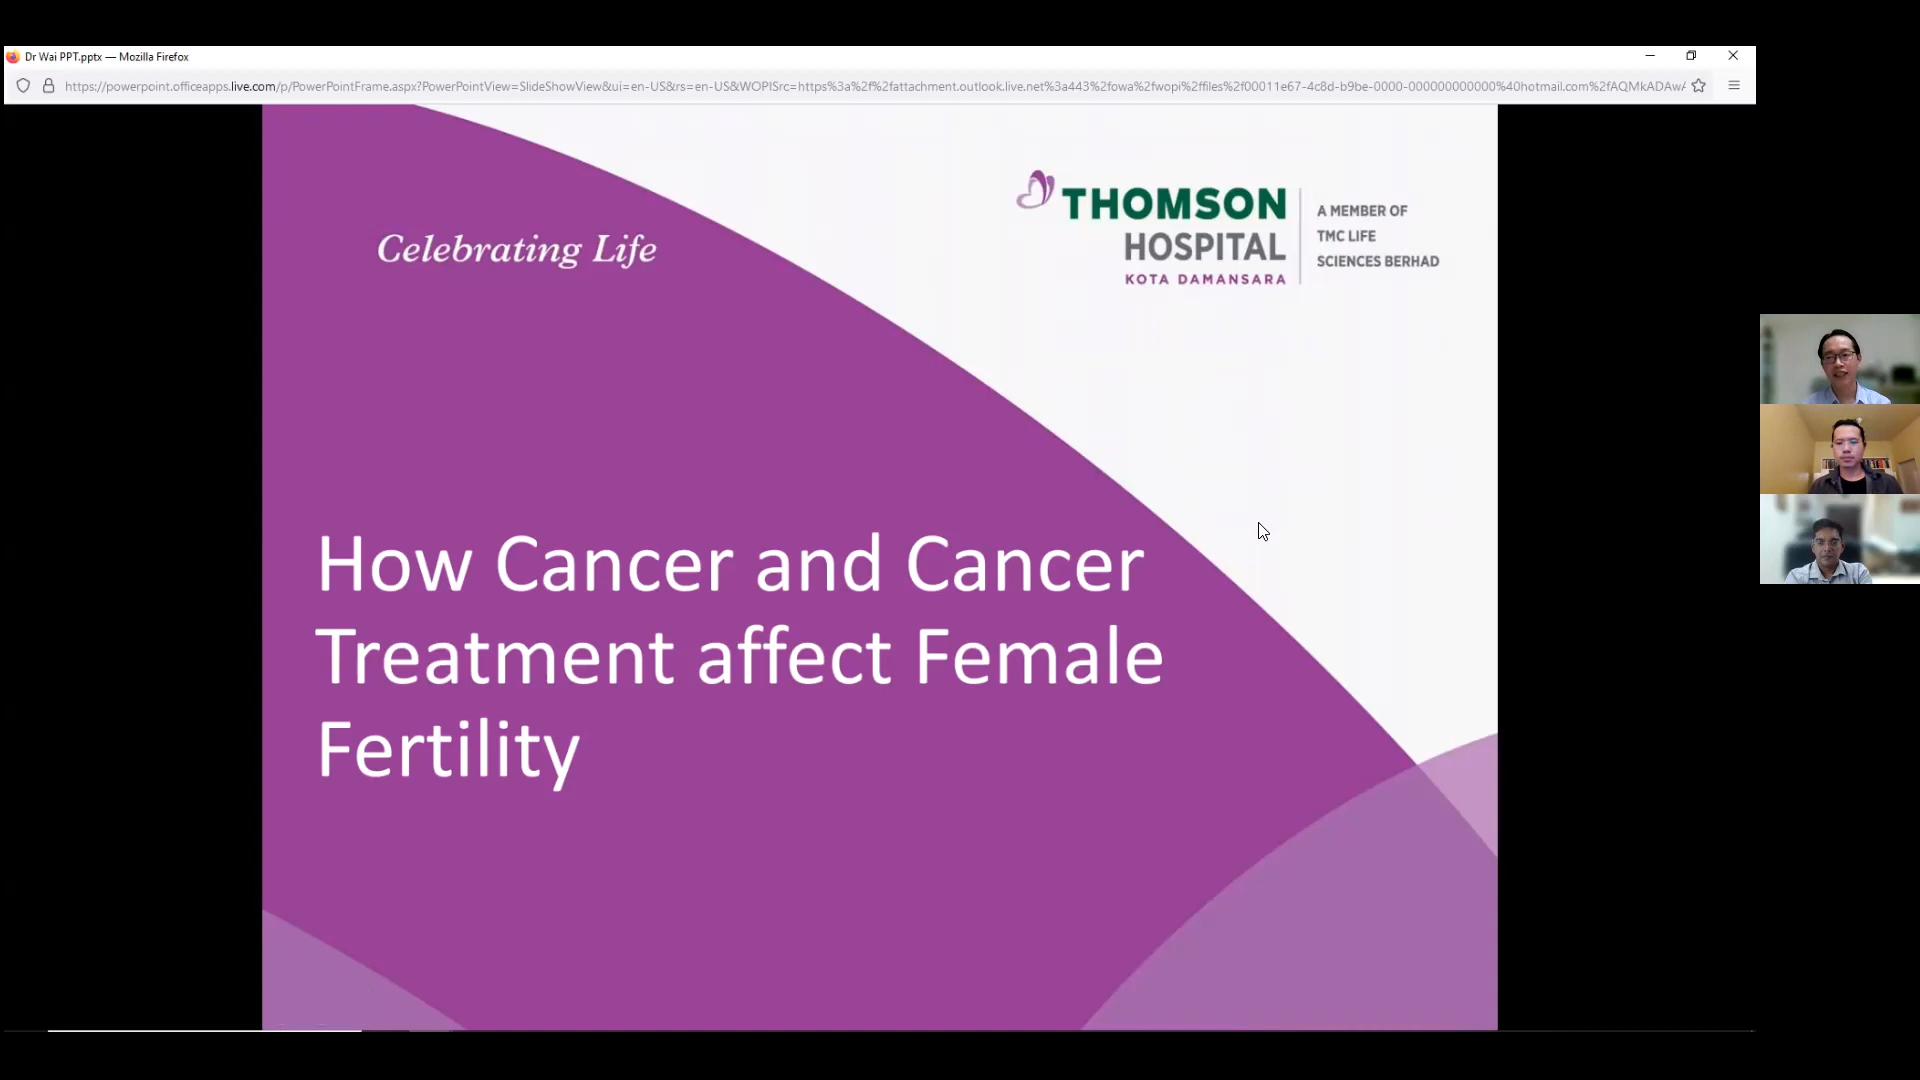 Dr Wai PPT.pptx — Mozilla Firefox
https://powerpoint.officeapps.live.com/p/PowerPointFrame.aspx?PowerPointView=SlideShowView&ui=en-US&rs=en-US&WOPISrc=https%3a%2f%2fattachment.outlook.live.net%3a443%2fowa%2fwopi%2ffiles%2f00011e67-4c8d-b9be-0000-000000000000%40hotmail.com%2fAQMkADAwA
Celebrating Life
THOMSON
HOSPITAL
KOTA DAMANSARA
A MEMBER OF
TMC LIFE
SCIENCES BERHAD
How Cancer and Cancer
Treatment affect Female
Fertility